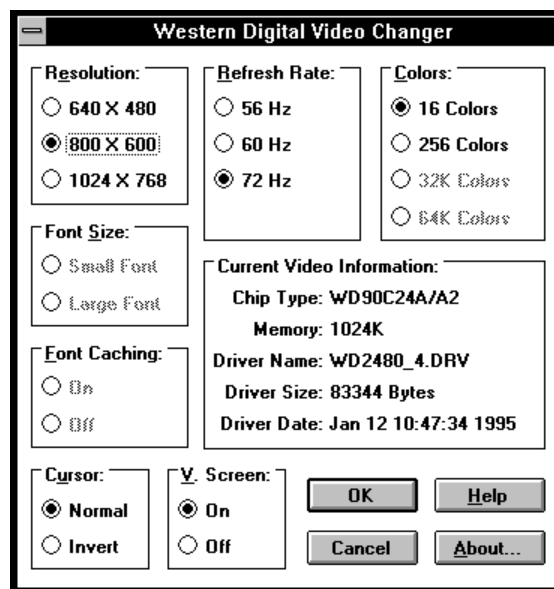 Western Digital Video Changer
Resolution:
640 X 480
800 X 600
1024 X 768
Refresh Rate:
56 Hz
60 Hz
72 Hz
Colors:
16 Colors
256 Colors
32K Colors
64K Colors
Font Size:
Small Font
Large Font
Font Caching:
On
Off
Current Video Information:
Chip Type: WD90C24A/A2
Memory: 1024K
Driver Name: WD2480_4.DRV
Driver Size: 83344 Bytes
Driver Date: Jan 12 10:47:34 1995
Cursor:
Normal
Invert
V. Screen:
On
Off
OK
Help
Cancel
About...